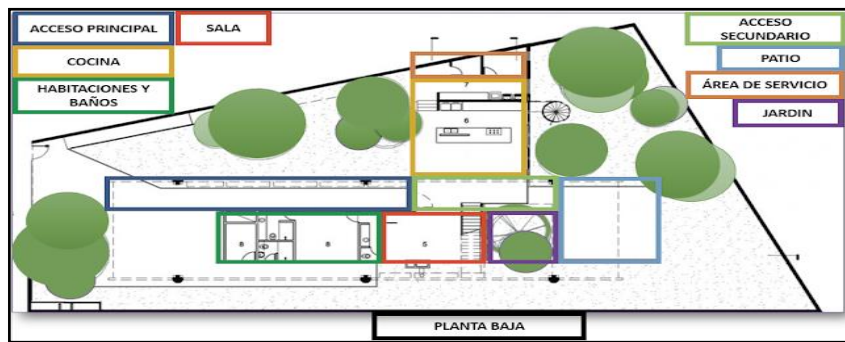 ACCESO PRINCIPAL
SALA
COCINA
HABITACIONES Y
BAÑOS
ACCESO
SECUNDARIO
PATIO
ÁREA DE SERVICIO
JARDIN
7
6
8
8
5
PLANTA BAJA